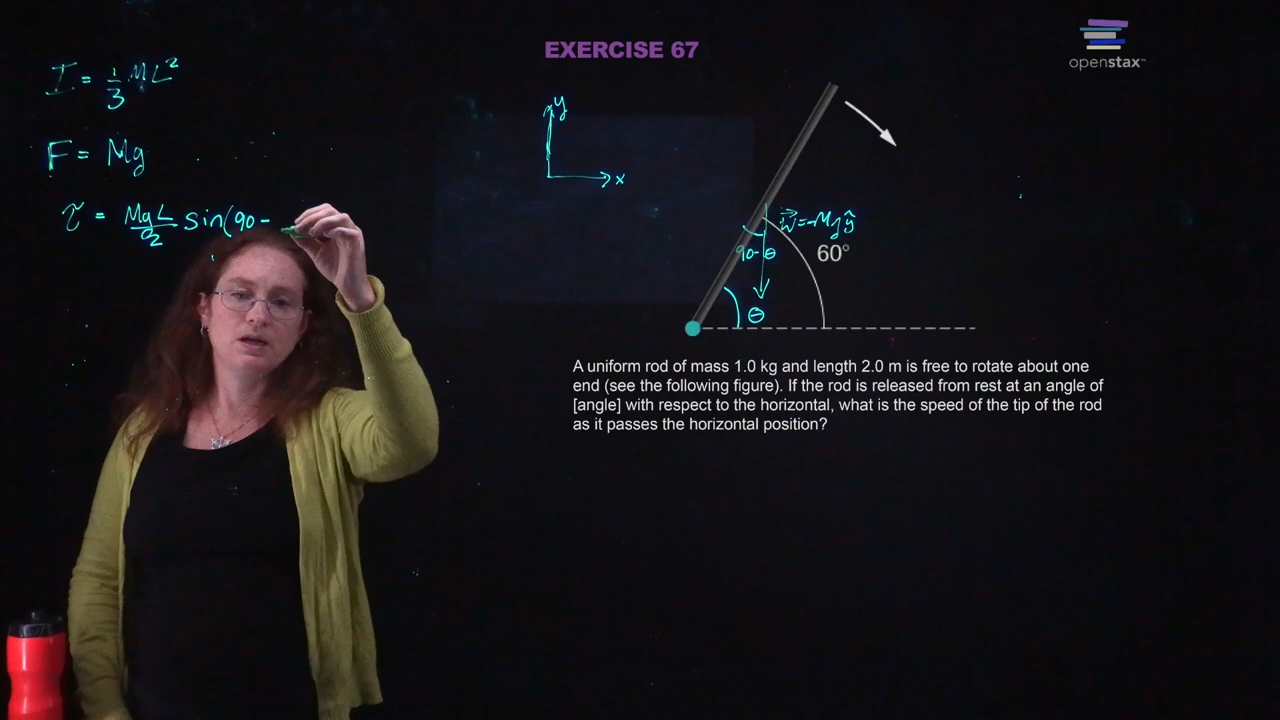 EXERCISE 67
openstax™
I = 1/3 ML²
F = Mg
τ = MgL/2 sin(90-
y
x
w⃗=-Mgŷ
90-θ
60°
θ
A uniform rod of mass 1.0 kg and length 2.0 m is free to rotate about one
end (see the following figure). If the rod is released from rest at an angle of
[angle] with respect to the horizontal, what is the speed of the tip of the rod
as it passes the horizontal position?